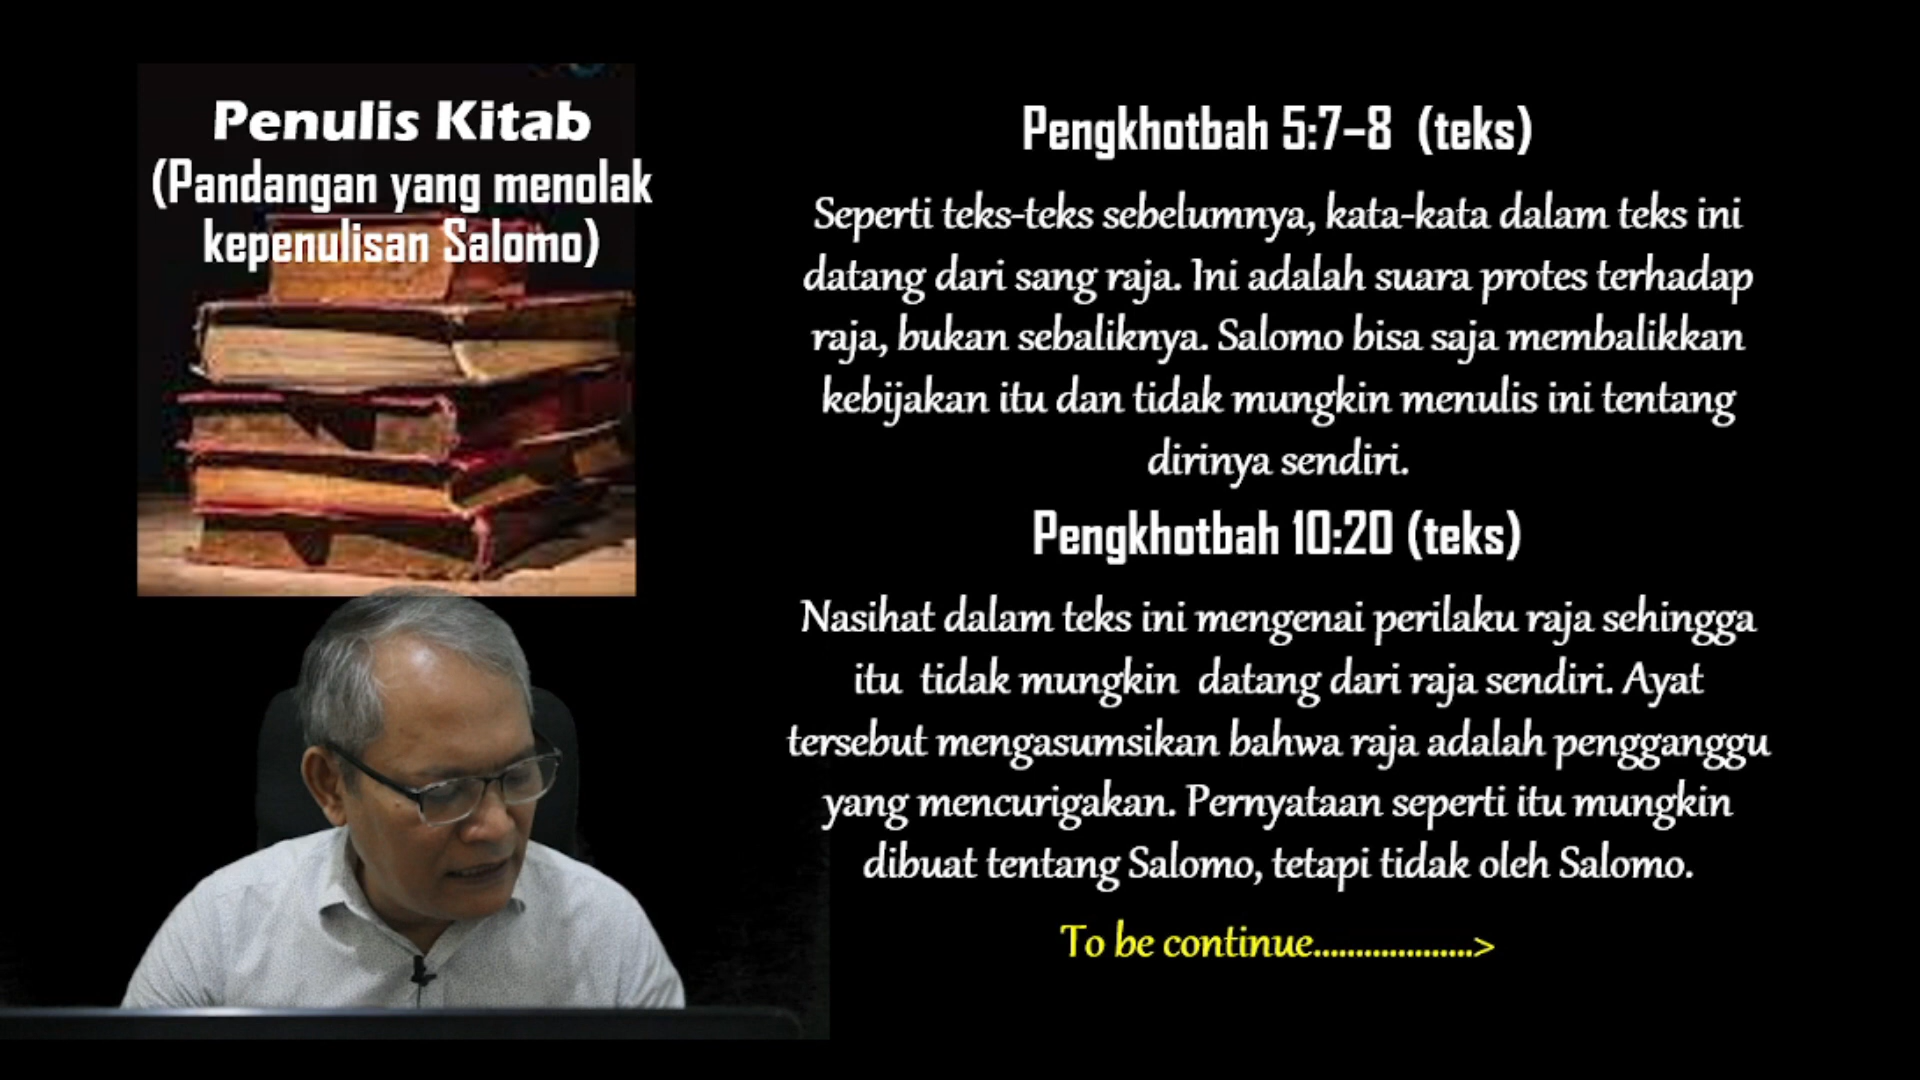 Penulis Kitab
(Pandangan yang menolak
kepenulisan Salomo)
Pengkhotbah 5:7–8 (teks)
Seperti teks-teks sebelumnya, kata-kata dalam teks ini
datang dari sang raja. Ini adalah suara protes terhadap
raja, bukan sebaliknya. Salomo bisa saja membalikkan
kebijakan itu dan tidak mungkin menulis ini tentang
dirinya sendiri.
Pengkhotbah 10:20 (teks)
Nasihat dalam teks ini mengenai perilaku raja sehingga
itu tidak mungkin datang dari raja sendiri. Ayat
tersebut mengasumsikan bahwa raja adalah pengganggu
yang mencurigakan. Pernyataan seperti itu mungkin
dibuat tentang Salomo, tetapi tidak oleh Salomo.
To be continue...................>